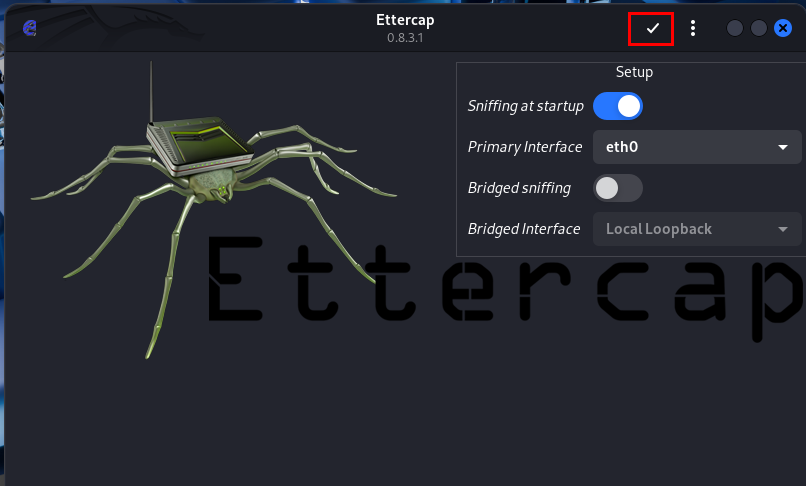 Ettercap
0.8.3.1
Setup
Sniffing at startup
Primary Interface eth0
Bridged sniffing
Bridged Interface Local Loopback
Ettercap